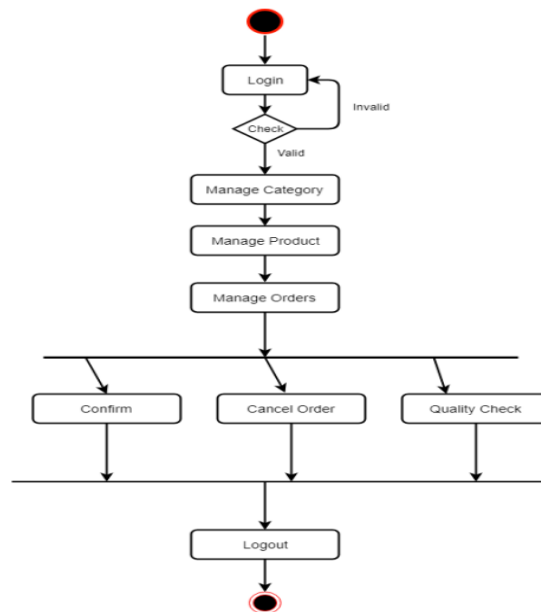 Login
Invalid
Check
Valid
Manage Category
Manage Product
Manage Orders
Confirm
Cancel Order
Quality Check
Logout